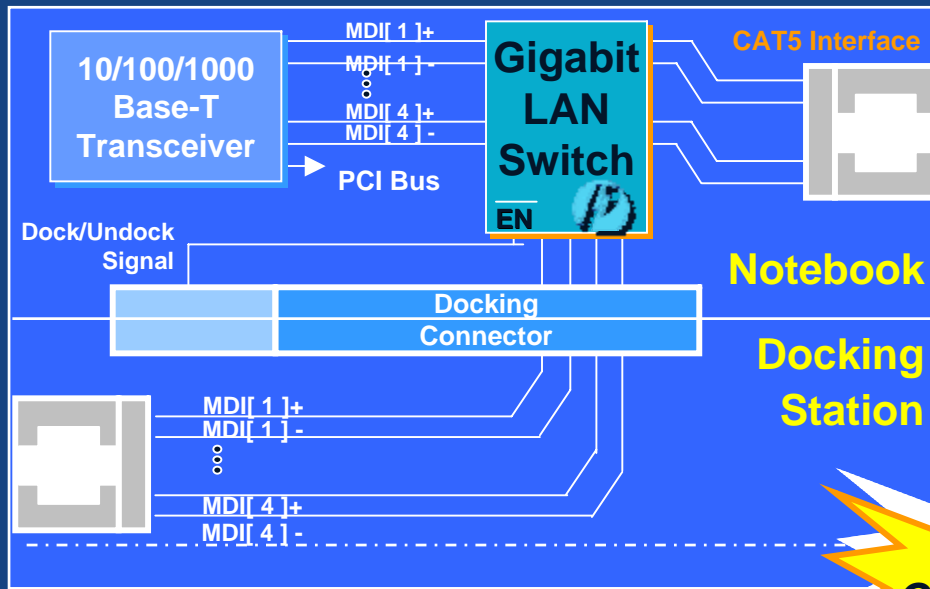 10/100/1000
Base-T
Transceiver
MDI[ 1 ]+
MDI[ 1 ] -
MDI[ 4 ]+
MDI[ 4 ] -
PCI Bus
Gigabit
LAN
Switch
EN
CAT5 Interface
Dock/Undock
Signal
Notebook
Docking
Connector
Docking
Station
MDI[ 1 ]+
MDI[ 1 ] -
MDI[ 4 ]+
MDI[ 4 ] -